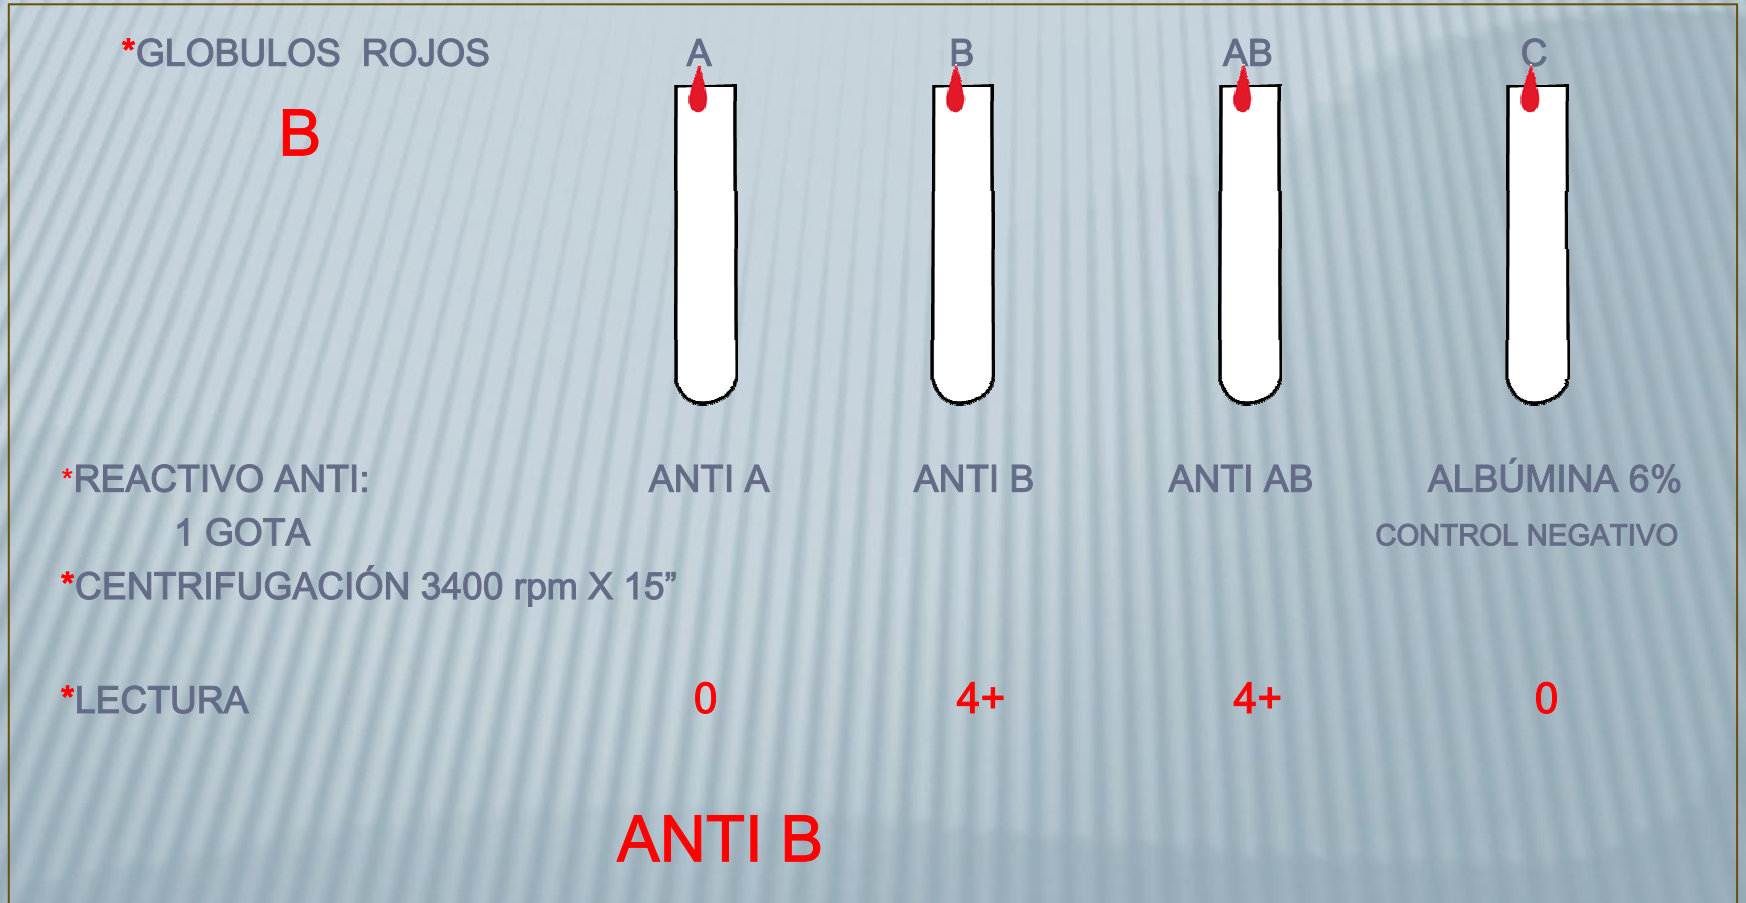 *GLOBULOS ROJOS A B AB C
B
*REACTIVO ANTI: ANTI A ANTI B ANTI AB ALBÚMINA 6%
1 GOTA CONTROL NEGATIVO
*CENTRIFUGACIÓN 3400 rpm X 15”
*LECTURA 0 4+ 4+ 0
ANTI B